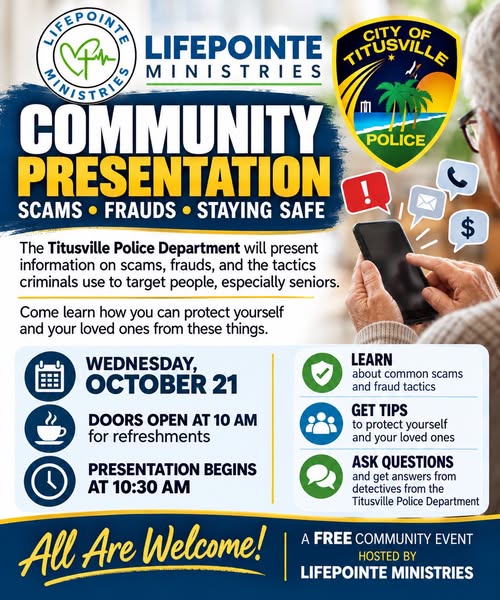 LIFEPOINTE
MINISTRIES
LIFEPOINTE
MINISTRIES
CITY OF
TITUSVILLE
POLICE
COMMUNITY
PRESENTATION
SCAMS • FRAUDS • STAYING SAFE
!
$
The Titusville Police Department will present
information on scams, frauds, and the tactics
criminals use to target people, especially seniors.
Come learn how you can protect yourself
and your loved ones from these things.
WEDNESDAY,
OCTOBER 21
DOORS OPEN AT 10 AM
for refreshments
PRESENTATION BEGINS
AT 10:30 AM
LEARN
about common scams
and fraud tactics
GET TIPS
to protect yourself
and your loved ones
ASK QUESTIONS
and get answers from
detectives from the
Titusville Police Department
All Are Welcome!
A FREE COMMUNITY EVENT
HOSTED BY
LIFEPOINTE MINISTRIES